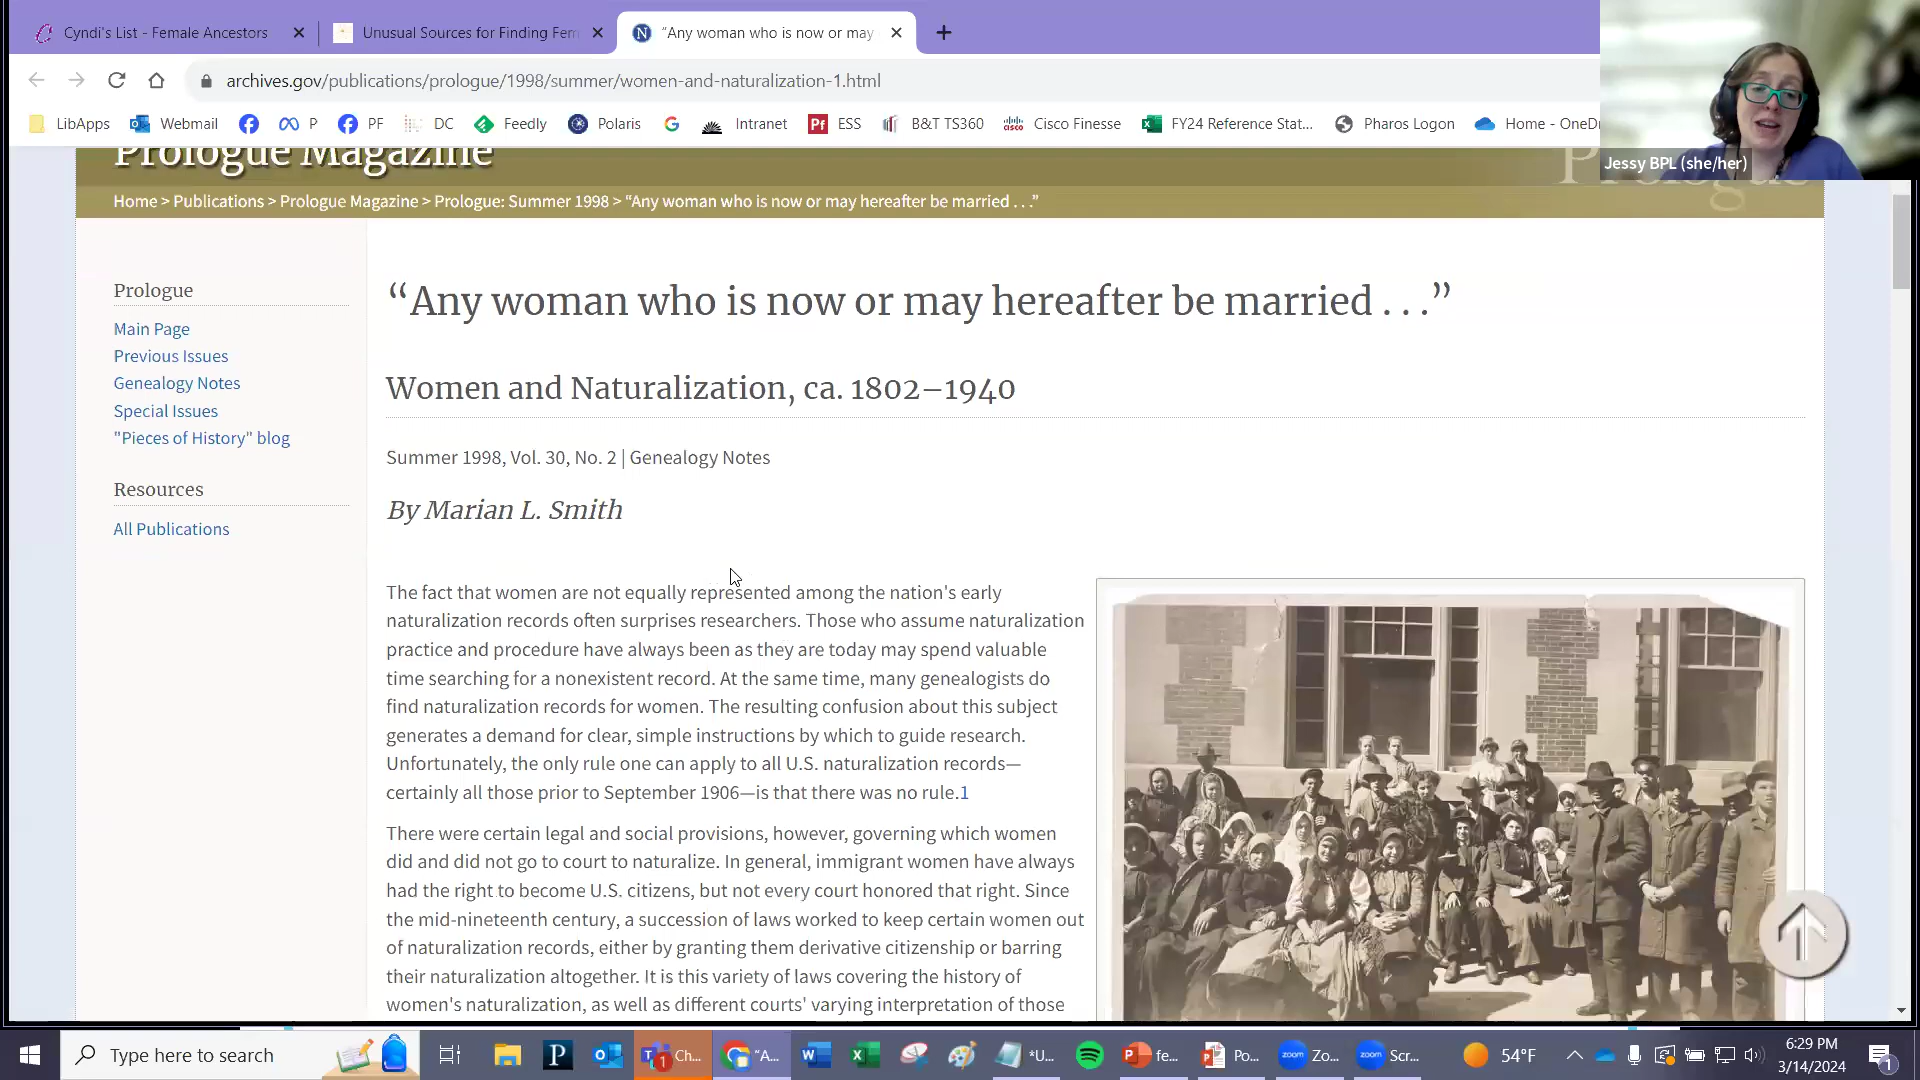 Cyndi's List - Female Ancestors
Unusual Sources for Finding Fem
“Any woman who is now or may
archives.gov/publications/prologue/1998/summer/women-and-naturalization-1.html
LibApps
Webmail
P
PF
DC
Feedly
Polaris
Intranet
ESS
B&T TS360
Cisco Finesse
FY24 Reference Stat...
Pharos Logon
Home - OneDr
Jessy BPL (she/her)
Prologue Magazine
Home > Publications > Prologue Magazine > Prologue: Summer 1998 > “Any woman who is now or may hereafter be married . . .”
Prologue
Main Page
Previous Issues
Genealogy Notes
Special Issues
"Pieces of History" blog
Resources
All Publications
“Any woman who is now or may hereafter be married . . .”
Women and Naturalization, ca. 1802–1940
Summer 1998, Vol. 30, No. 2 | Genealogy Notes
By Marian L. Smith
The fact that women are not equally represented among the nation's early
naturalization records often surprises researchers. Those who assume naturalization
practice and procedure have always been as they are today may spend valuable
time searching for a nonexistent record. At the same time, many genealogists do
find naturalization records for women. The resulting confusion about this subject
generates a demand for clear, simple instructions by which to guide research.
Unfortunately, the only rule one can apply to all U.S. naturalization records—
certainly all those prior to September 1906—is that there was no rule.1
There were certain legal and social provisions, however, governing which women
did and did not go to court to naturalize. In general, immigrant women have always
had the right to become U.S. citizens, but not every court honored that right. Since
the mid-nineteenth century, a succession of laws worked to keep certain women out
of naturalization records, either by granting them derivative citizenship or barring
their naturalization altogether. It is this variety of laws covering the history of
women's naturalization, as well as different courts' varying interpretation of those
Type here to search
Ch...
"A...
*U...
fe...
Po...
Zo...
Scr...
54°F
6:29 PM
3/14/2024